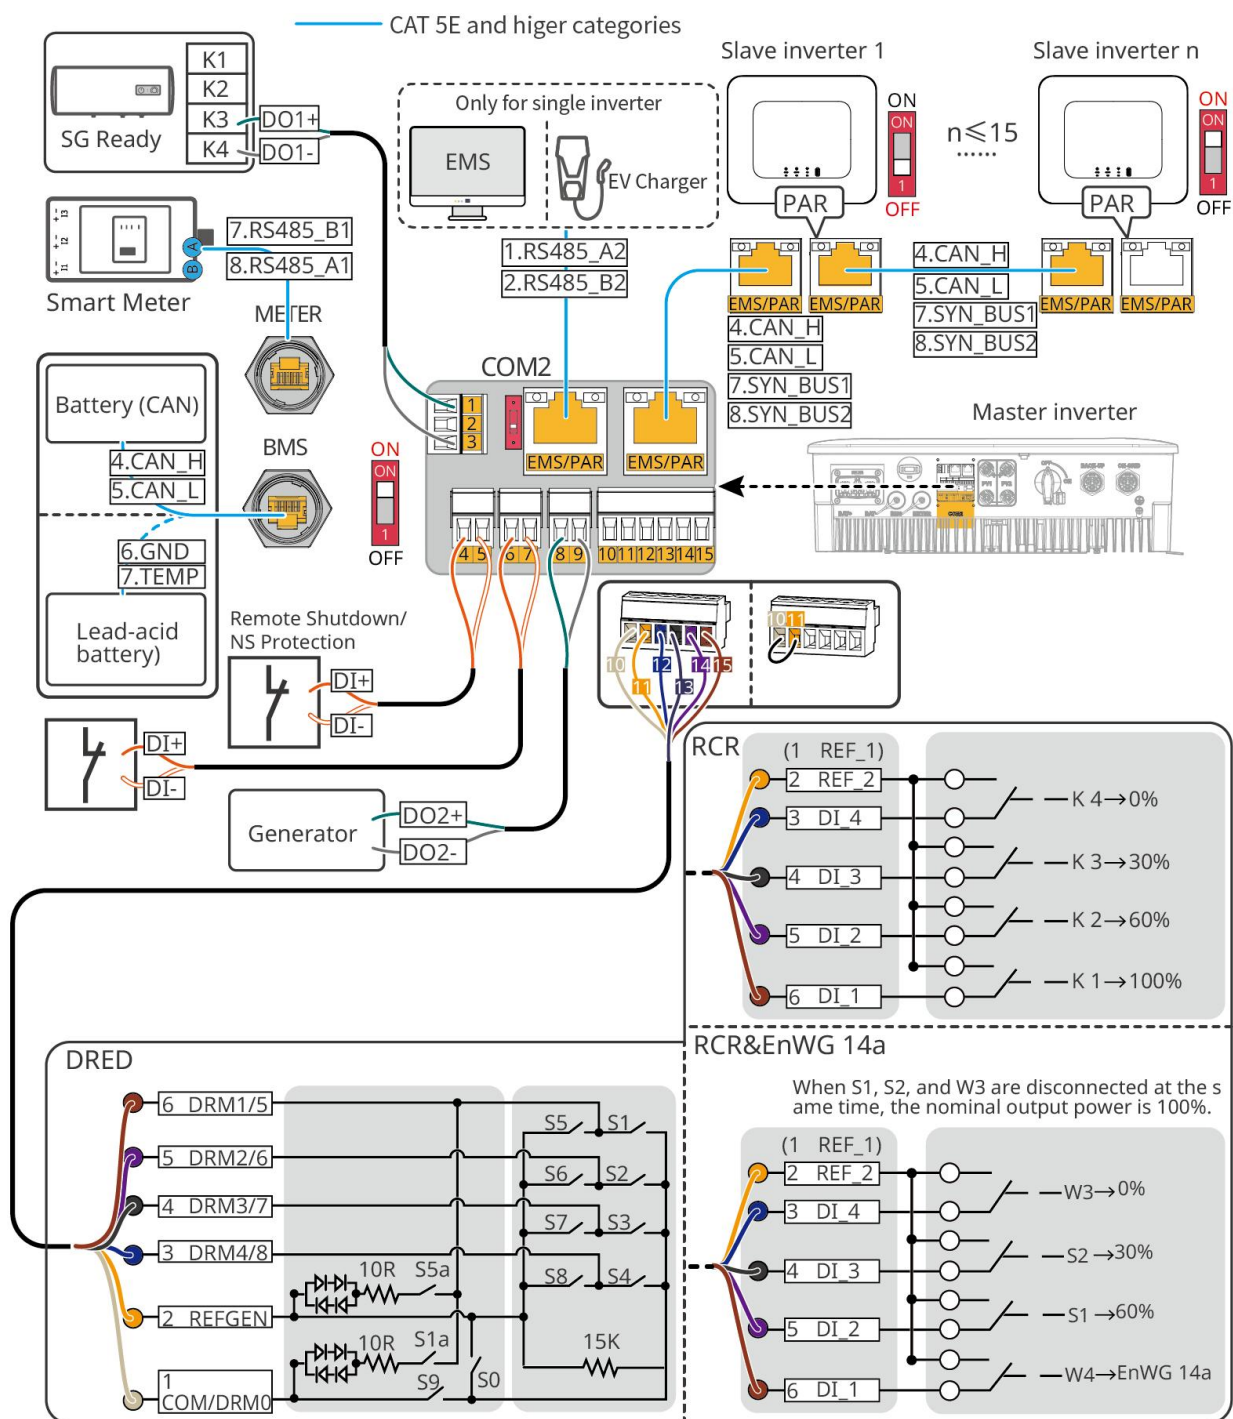 CAT 5E and higer categories
K1
K2
K3
K4
SG Ready
DO1+
DO1-
Only for single inverter
EMS
EV Charger
Slave inverter 1
Slave inverter n
ON
ON
1
OFF
n≤15
......
ON
ON
1
OFF
PAR
PAR
I3
I2
I1
+ -
+ -
+ -
A
B
Smart Meter
7.RS485_B1
8.RS485_A1
METER
1.RS485_A2
2.RS485_B2
EMS/PAR
EMS/PAR
4.CAN_H
5.CAN_L
7.SYN_BUS1
8.SYN_BUS2
4.CAN_H
5.CAN_L
7.SYN_BUS1
8.SYN_BUS2
EMS/PAR
EMS/PAR
COM2
1
2
3
EMS/PAR
EMS/PAR
4 5 6 7 8 9 10 11 12 13 14 15
Master inverter
Battery (CAN)
4.CAN_H
5.CAN_L
BMS
ON
ON
1
OFF
6.GND
7.TEMP
Lead-acid
battery)
Remote Shutdown/
NS Protection
DI+
DI-
DI+
DI-
Generator
DO2+
DO2-
10
11
12
13
14
15
10 11
RCR
(1 REF_1)
2 REF_2
3 DI_4
4 DI_3
5 DI_2
6 DI_1
K 4→0%
K 3→30%
K 2→60%
K 1→100%
DRED
6 DRM1/5
5 DRM2/6
4 DRM3/7
3 DRM4/8
2 REFGEN
1
COM/DRM0
10R
S5a
10R
S1a
S9
S0
S5
S1
S6
S2
S7
S3
S8
S4
15K
RCR&EnWG 14a
When S1, S2, and W3 are disconnected at the s
ame time, the nominal output power is 100%.
(1 REF_1)
2 REF_2
3 DI_4
4 DI_3
5 DI_2
6 DI_1
W3→0%
S2→30%
S1→60%
W4→EnWG 14a